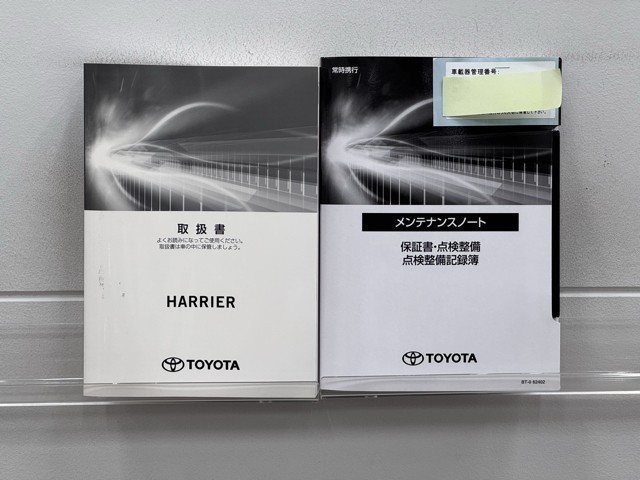 取扱書
よくお読みになってご使用ください。
取扱書は車の中に保管しましょう。
HARRIER
TOYOTA
常時携行
車載器管理番号
メンテナンスノート
保証書・点検整備
点検整備記録簿
TOYOTA